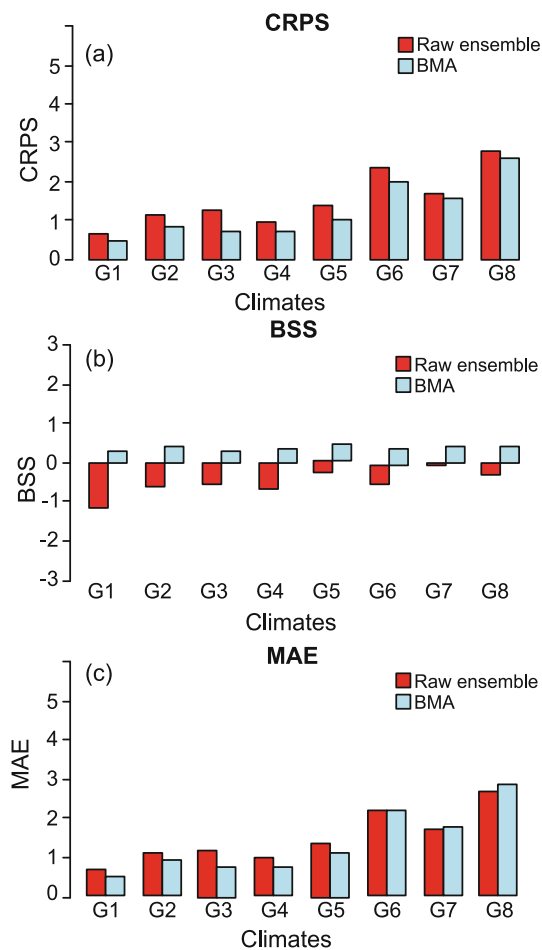 CRPS
(a)
Raw ensemble
BMA
5
4
3
2
1
0
CRPS
G1 G2 G3 G4 G5 G6 G7 G8
Climates
BSS
(b)
Raw ensemble
BMA
3
2
1
0
-1
-2
-3
BSS
G1 G2 G3 G4 G5 G6 G7 G8
Climates
MAE
(c)
Raw ensemble
BMA
5
4
3
2
1
0
MAE
G1 G2 G3 G4 G5 G6 G7 G8
Climates